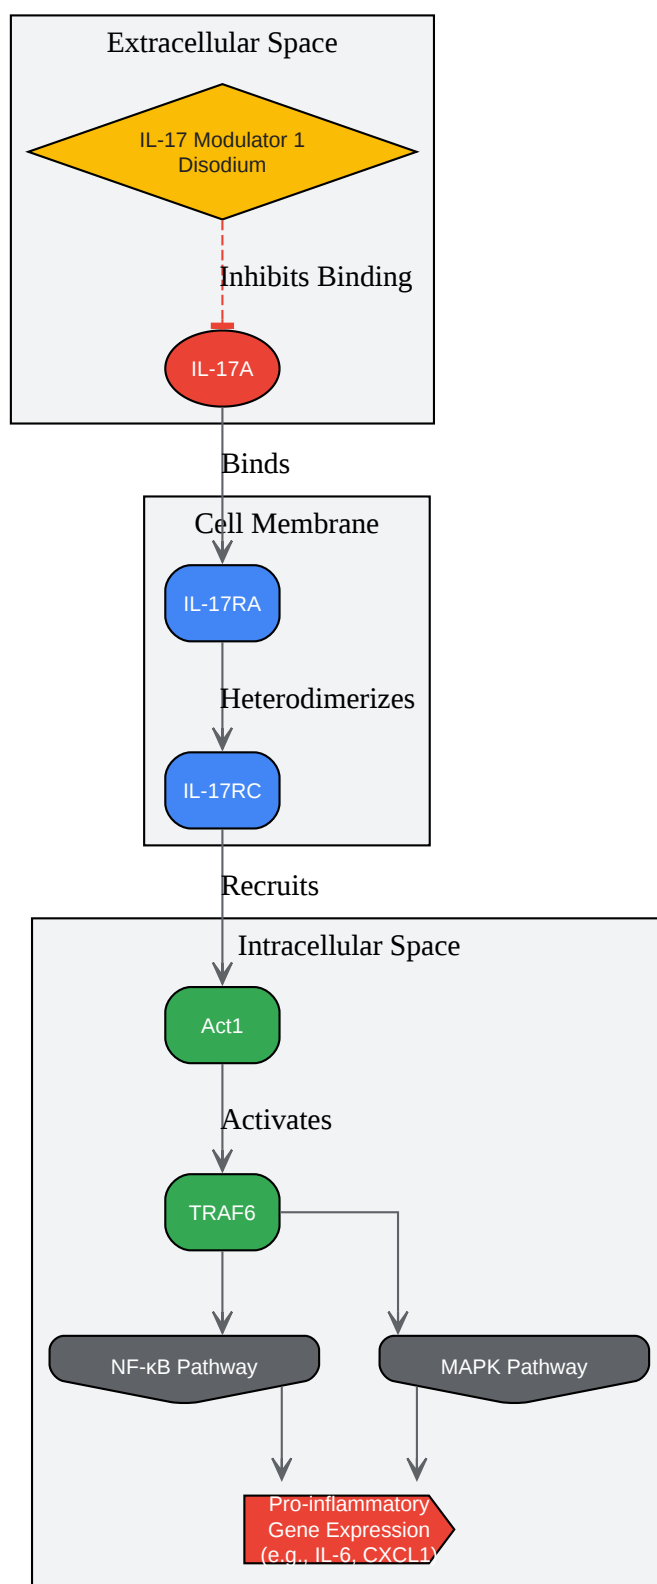 Extracellular Space
IL-17 Modulator 1
Disodium
Inhibits Binding
IL-17A
Binds
Cell Membrane
IL-17RA
Heterodimerizes
IL-17RC
Recruits
Intracellular Space
Act1
Activates
TRAF6
NF-κB Pathway
MAPK Pathway
Pro-inflammatory
Gene Expression
(e.g., IL-6, CXCL1)